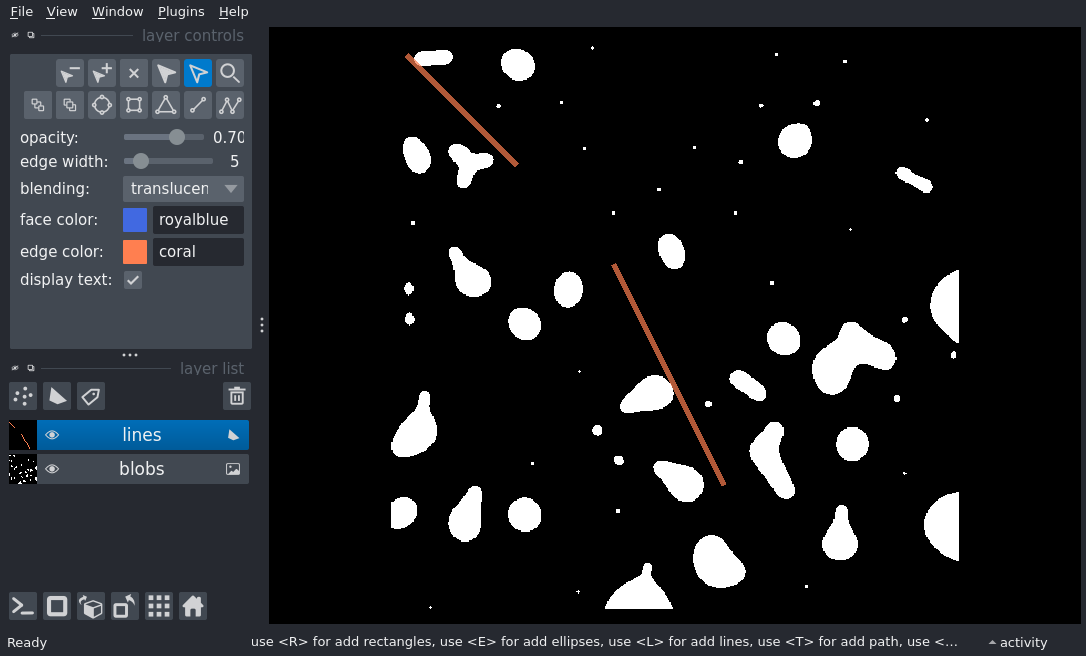 File View Window Plugins Help
layer controls
opacity: 0.70
edge width: 5
blending: translucen
face color: royalblue
edge color: coral
display text:
layer list
lines
blobs
Ready use <R> for add rectangles, use <E> for add ellipses, use <L> for add lines, use <T> for add path, use <... activity